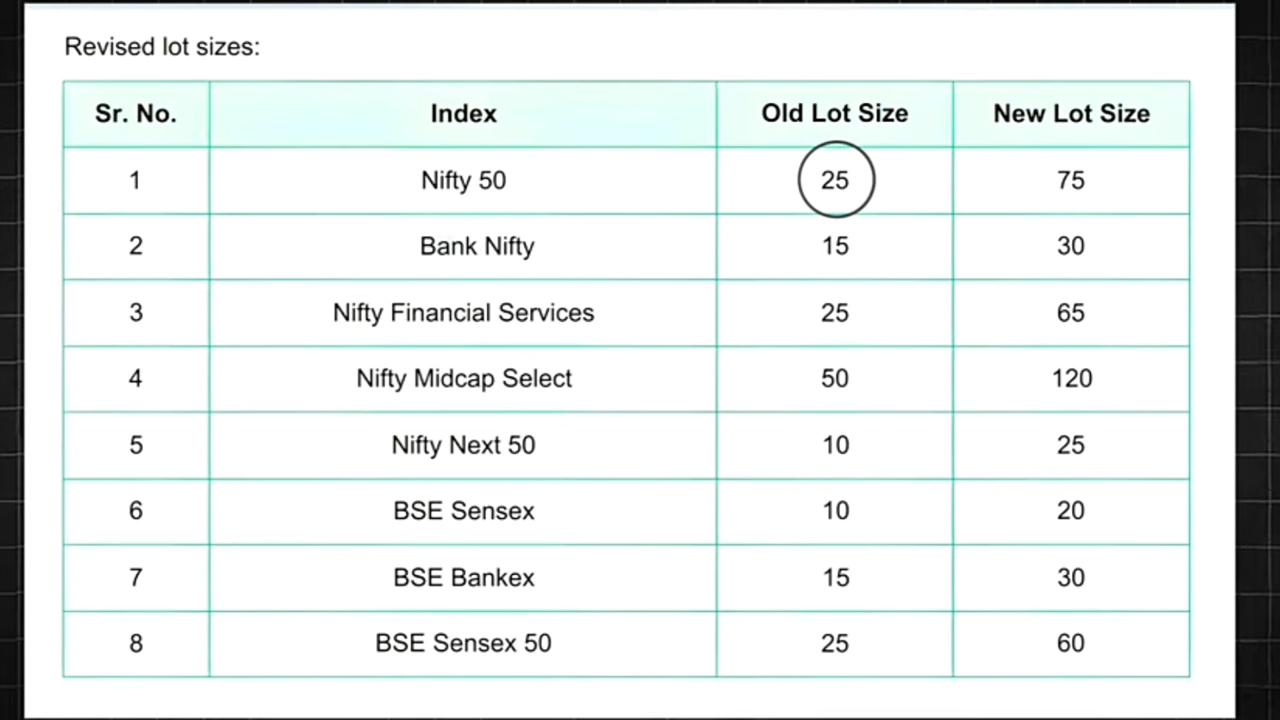 Revised lot sizes:
Sr. No. Index Old Lot Size New Lot Size
1 Nifty 50 25 75
2 Bank Nifty 15 30
3 Nifty Financial Services 25 65
4 Nifty Midcap Select 50 120
5 Nifty Next 50 10 25
6 BSE Sensex 10 20
7 BSE Bankex 15 30
8 BSE Sensex 50 25 60